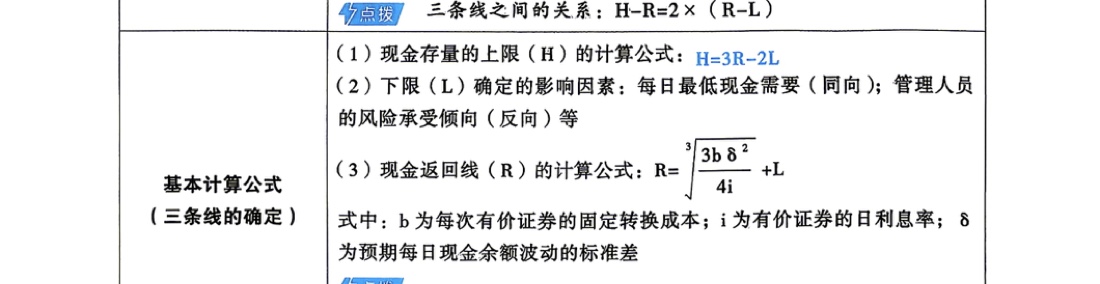 点拨 三条线之间的关系：H-R=2×（R-L）
（1）现金存量的上限（H）的计算公式：H=3R-2L
（2）下限（L）确定的影响因素：每日最低现金需要（同向）；管理人员
的风险承受倾向（反向）等
（3）现金返回线（R）的计算公式：R=∛(3bδ²/4i)+L
基本计算公式
（三条线的确定）
式中：b 为每次有价证券的固定转换成本；i 为有价证券的日利息率；δ
为预期每日现金余额波动的标准差